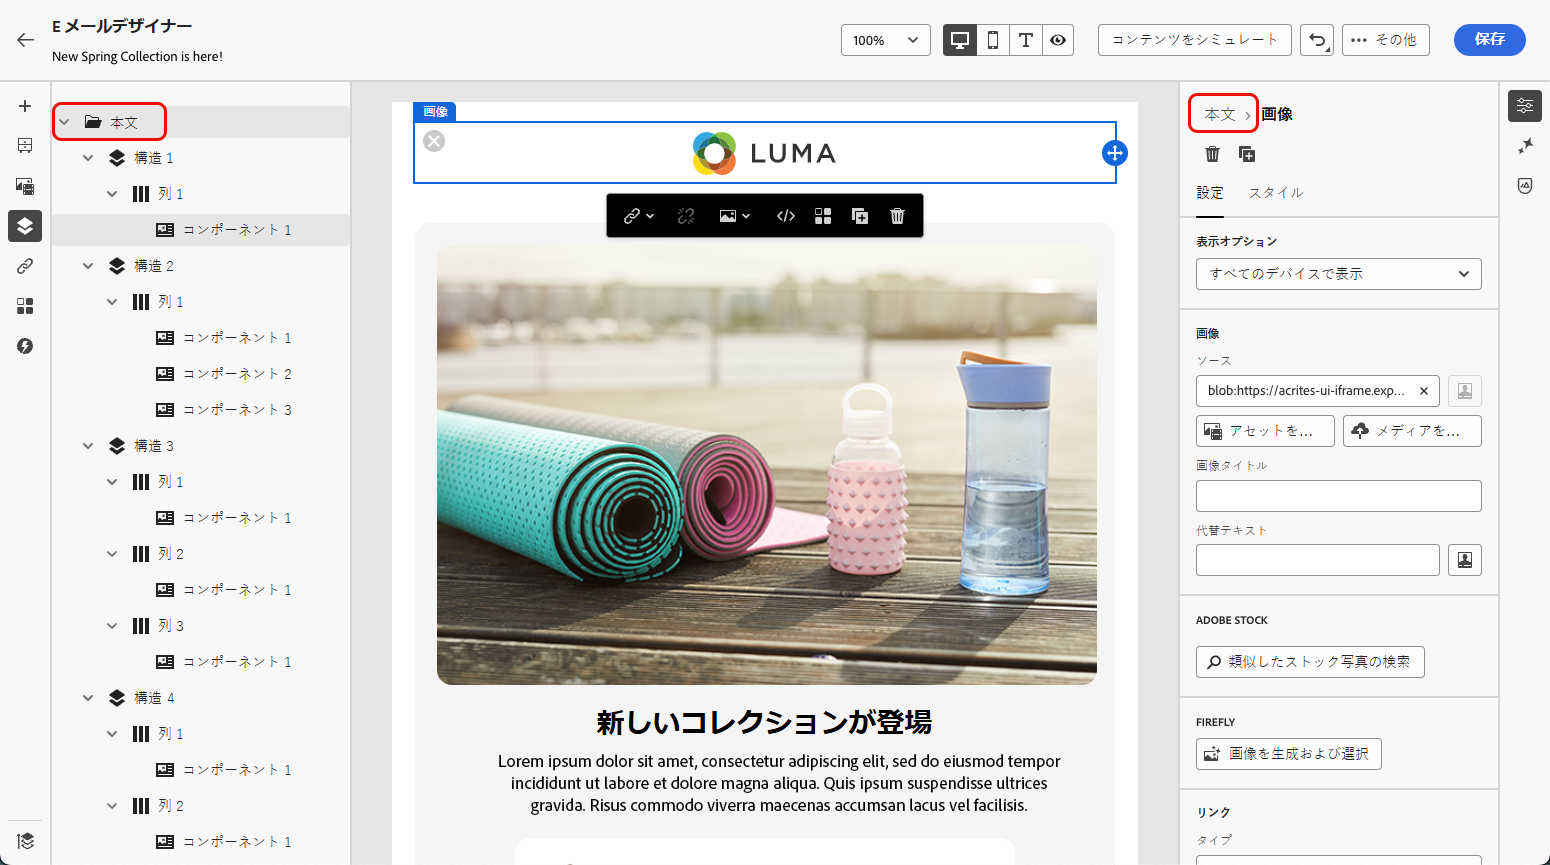 E メールデザイナー
New Spring Collection is here!
100%
コンテンツをシミュレート
その他
保存
本文
構造 1
列 1
コンポーネント 1
構造 2
列 1
コンポーネント 1
コンポーネント 2
コンポーネント 3
構造 3
列 1
コンポーネント 1
列 2
コンポーネント 1
列 3
コンポーネント 1
構造 4
列 1
コンポーネント 1
列 2
コンポーネント 1
画像
LUMA
新しいコレクションが登場
Lorem ipsum dolor sit amet, consectetur adipiscing elit, sed do eiusmod tempor
incididunt ut labore et dolore magna aliqua. Quis ipsum suspendisse ultrices
gravida. Risus commodo viverra maecenas accumsan lacus vel facilisis.
本文 > 画像
設定 スタイル
表示オプション
すべてのデバイスで表示
画像
ソース
blob:https://acrites-ui-iframe.exp...
アセットを... メディアを...
画像タイトル
代替テキスト
ADOBE STOCK
類似したストック写真の検索
FIREFLY
画像を生成および選択
リンク
タイプ